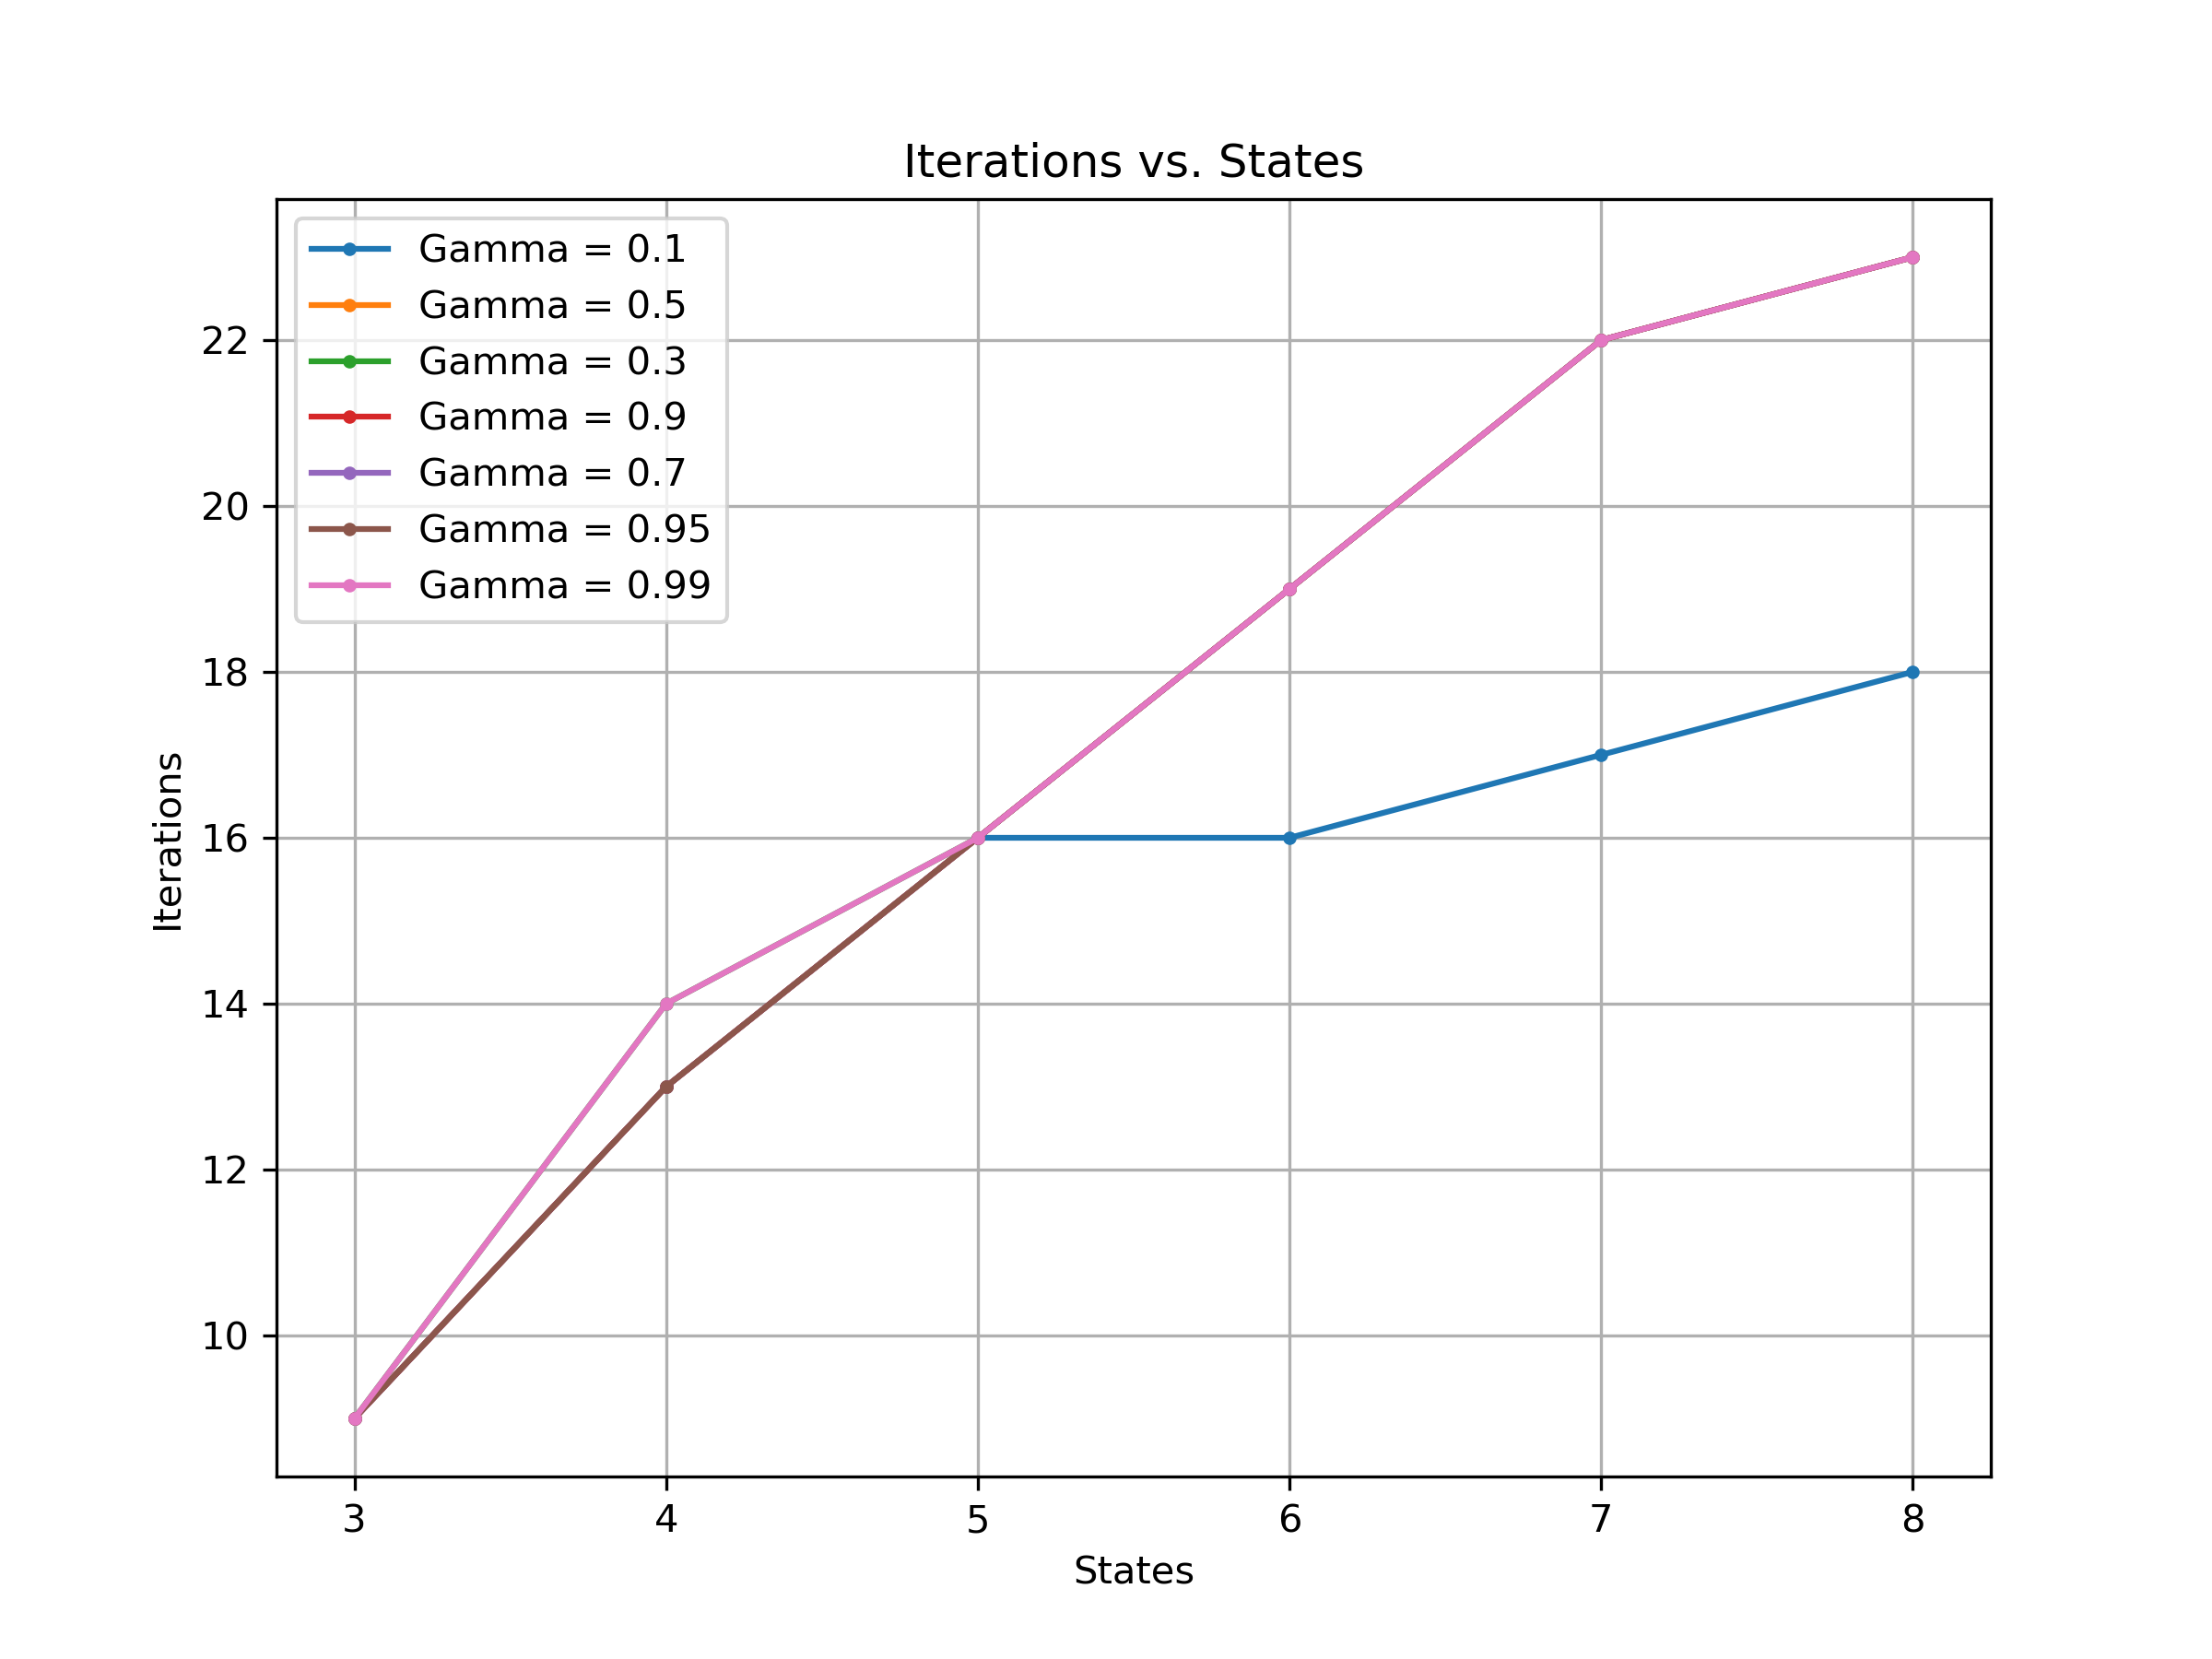 Iterations vs. States
Gamma = 0.1
Gamma = 0.5
Gamma = 0.3
Gamma = 0.9
Gamma = 0.7
Gamma = 0.95
Gamma = 0.99
22
20
18
16
14
12
10
Iterations
3 4 5 6 7 8
States